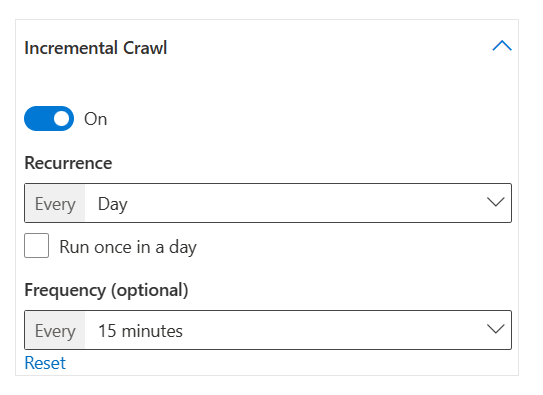 Incremental Crawl
On
Recurrence
Every Day
Run once in a day
Frequency (optional)
Every 15 minutes
Reset